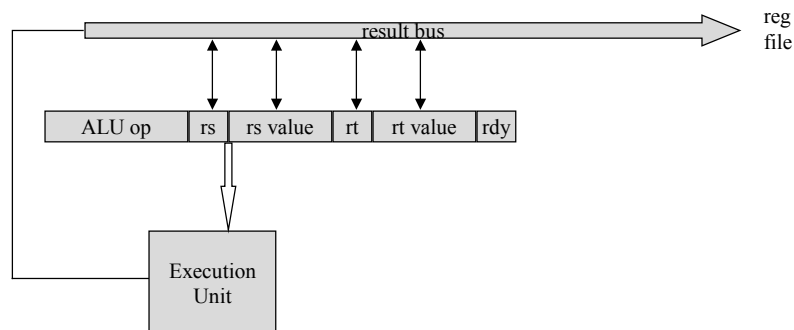 result bus
reg
file
ALU op
rs
rs value
rt
rt value
rdy
Execution
Unit